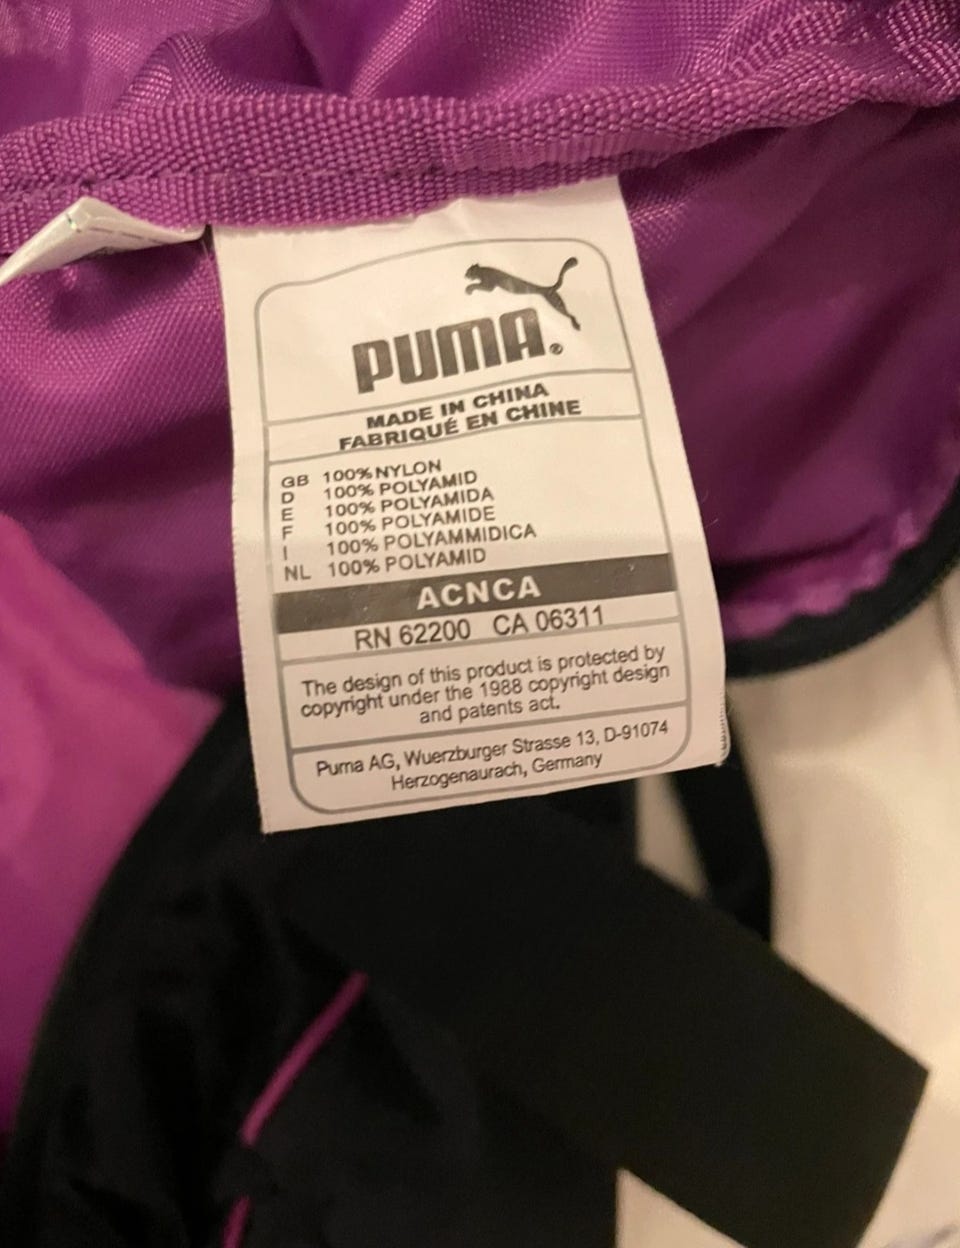 PUMA®
MADE IN CHINA
FABRIQUÉ EN CHINE
GB 100% NYLON
D 100% POLYAMID
E 100% POLYAMIDA
F 100% POLYAMIDE
I 100% POLYAMMIDICA
NL 100% POLYAMID
ACNCA
RN 62200 CA 06311
The design of this product is protected by
copyright under the 1988 copyright design
and patents act.
Puma AG, Wuerzburger Strasse 13, D-91074
Herzogenaurach, Germany